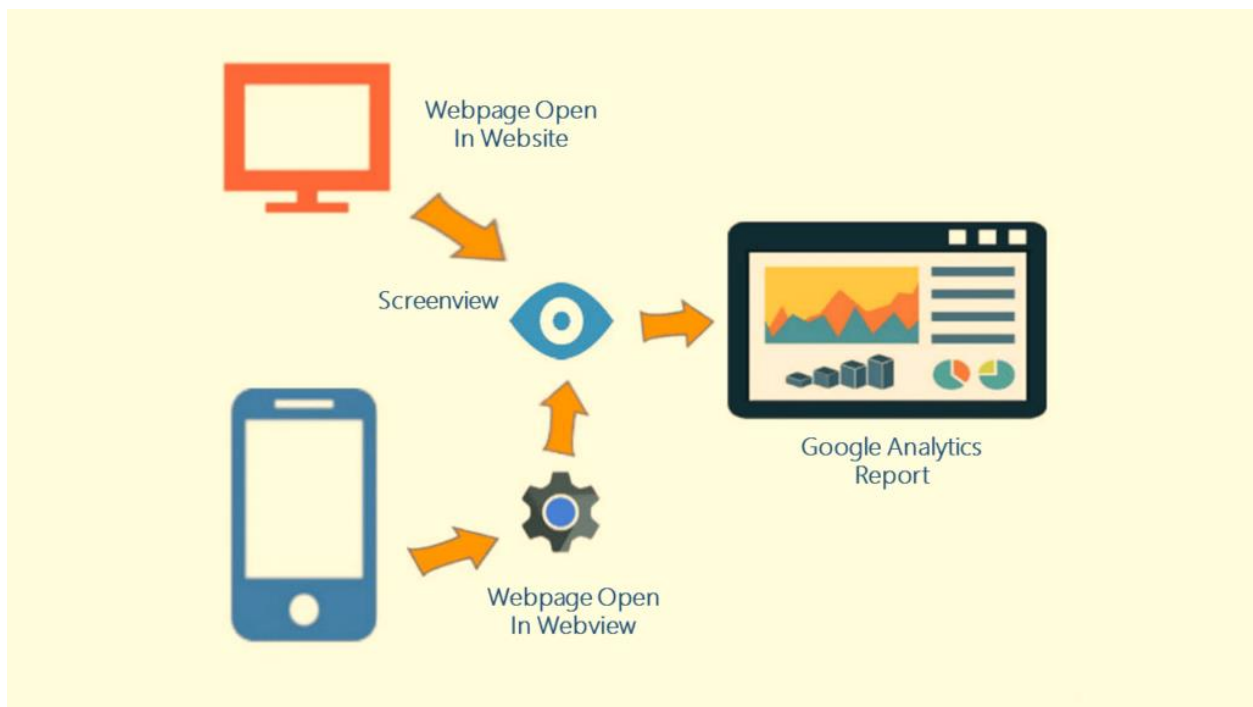 Webpage Open
In Website
Screenview
Google Analytics
Report
Webpage Open
In Webview